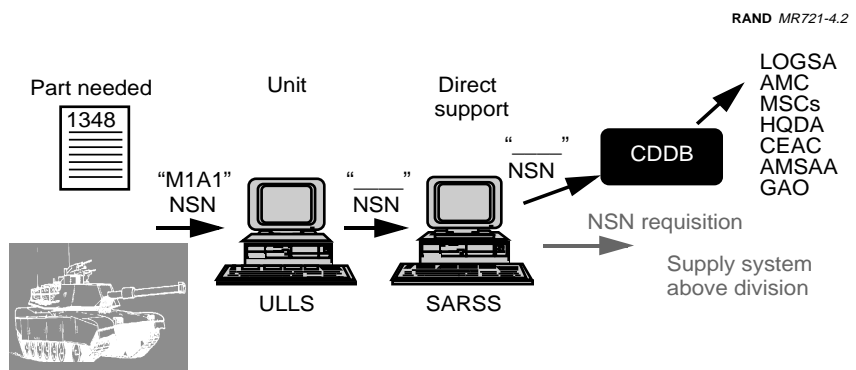 RAND MR721-4.2
Part needed
1348
Unit
Direct
support
LOGSA
AMC
MSCs
HQDA
CEAC
AMSAA
GAO
“M1A1”
NSN
“____”
NSN
“____”
NSN
CDDB
NSN requisition
Supply system
above division
ULLS
SARSS